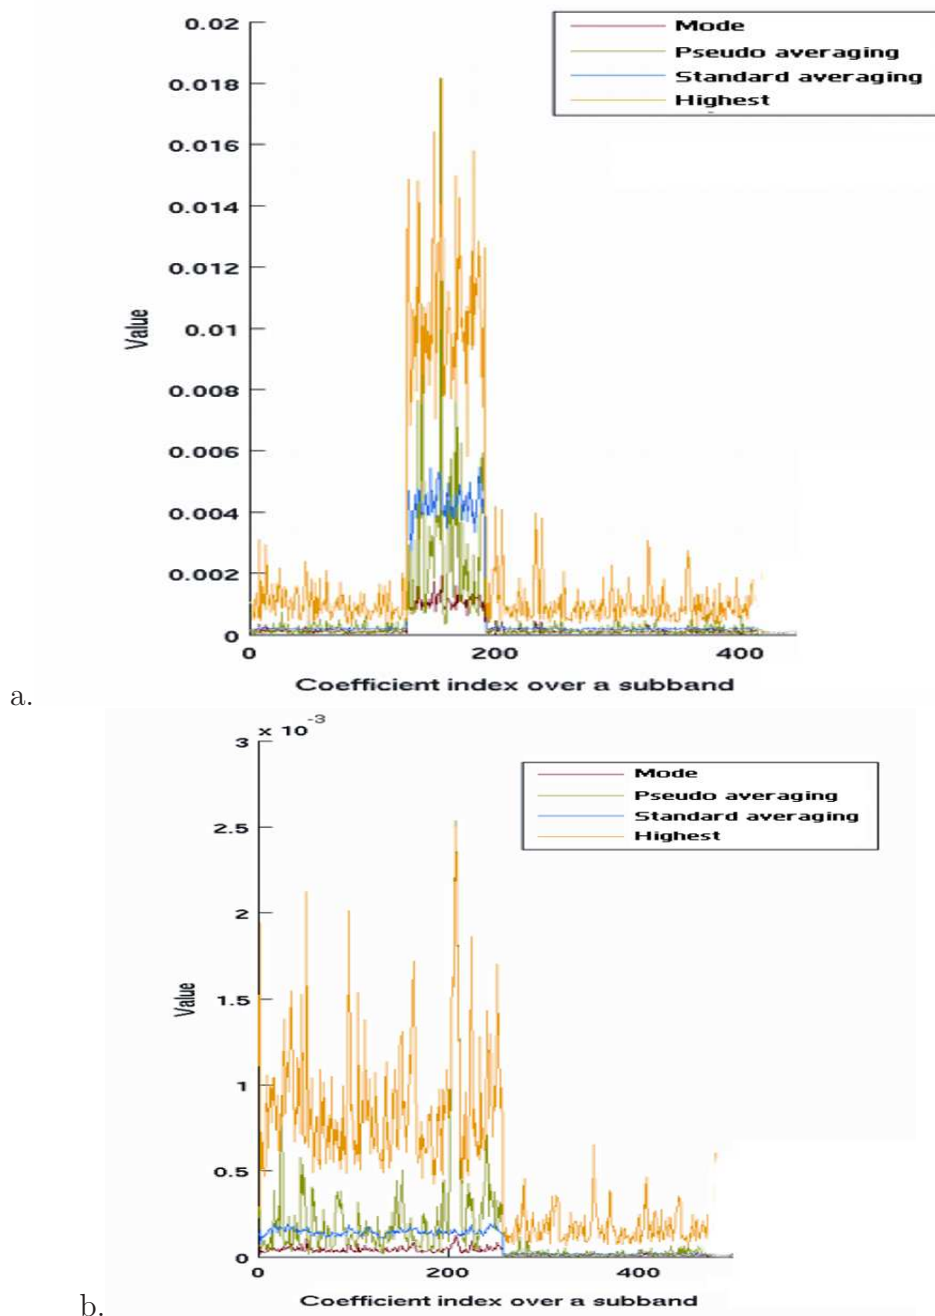 0.02
Mode
Pseudo averaging
Standard averaging
Highest
0.018
0.016
0.014
0.012
0.01
0.008
0.006
0.004
0.002
0
Value
0 200 400
Coefficient index over a subband
a.
x 10-3
3
Mode
Pseudo averaging
Standard averaging
Highest
2.5
2
1.5
1
0.5
0
Value
0 200 400
Coefficient index over a subband
b.